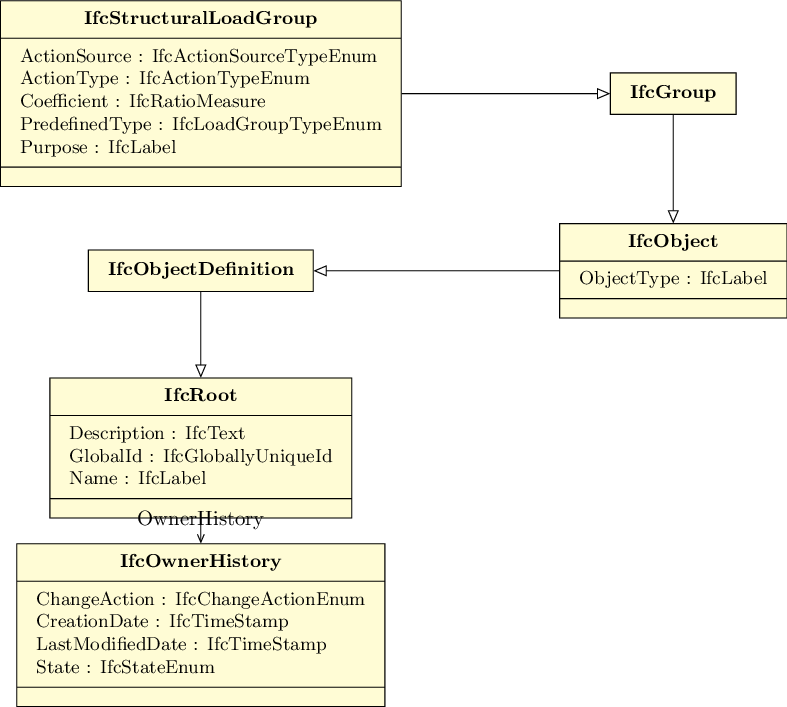 IfcStructuralLoadGroup
ActionSource : IfcActionSourceTypeEnum
ActionType : IfcActionTypeEnum
Coefficient : IfcRatioMeasure
PredefinedType : IfcLoadGroupTypeEnum
Purpose : IfcLabel
IfcGroup
IfcObject
ObjectType : IfcLabel
IfcObjectDefinition
IfcRoot
Description : IfcText
GlobalId : IfcGloballyUniqueId
Name : IfcLabel
OwnerHistory
IfcOwnerHistory
ChangeAction : IfcChangeActionEnum
CreationDate : IfcTimeStamp
LastModifiedDate : IfcTimeStamp
State : IfcStateEnum